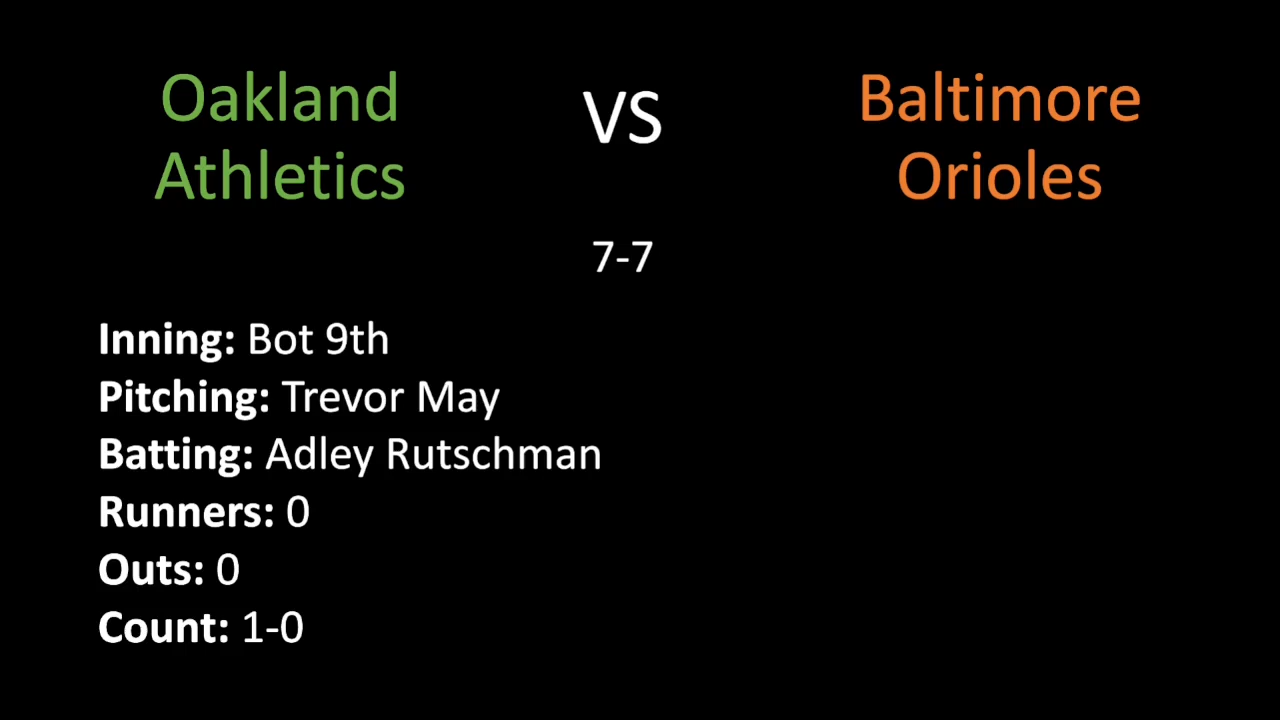 Oakland
Athletics
VS
Baltimore
Orioles
7-7
Inning: Bot 9th
Pitching: Trevor May
Batting: Adley Rutschman
Runners: 0
Outs: 0
Count: 1-0